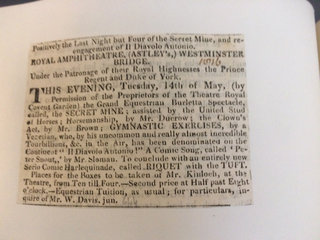 Positively the Last Night but Four of the Secret Mine, and re-
engagement of Il Diavolo Antonio.
ROYAL AMPHITHEATRE, (ASTLEY's,) WESTMINSTER
BRIDGE. 1816
Under the Patronage of their Royal Highnesses the Prince
Regent and Duke of York.
THIS EVENING, Tuesday, 14th of May, (by
Permission of the Proprietors of the Theatre Royal
Covent Garden) the Grand Equestrian Burletta Spectacle,
called, the SECRET MINE; assisted by the United Stud
of Horses; Horsemanship, by Mr. Ducrow; the Clown's
Act, by Mr. Brown; GYMNASTIC EXERCISES, by a
Venetian, who, by his uncommon and really almost incredible
Tourbillons, &c. in the Air, has been denominated on the
Continent "Il Diavolo Antonio!" A Comic Song, called 'Pe-
ter Snout,' by Mr. Sloman. To conclude with an entirely new
Serio Comic Harlequinade, called RIQUET with the TUFT.
Places for the Boxes to be taken of Mr. Kinloch, at the
Theatre, from Ten till Four.—Second price at Half past Eight
o'clock.—Equestrian Tuition, as usual; for particulars, in-
quire of Mr. W. Davis, jun.